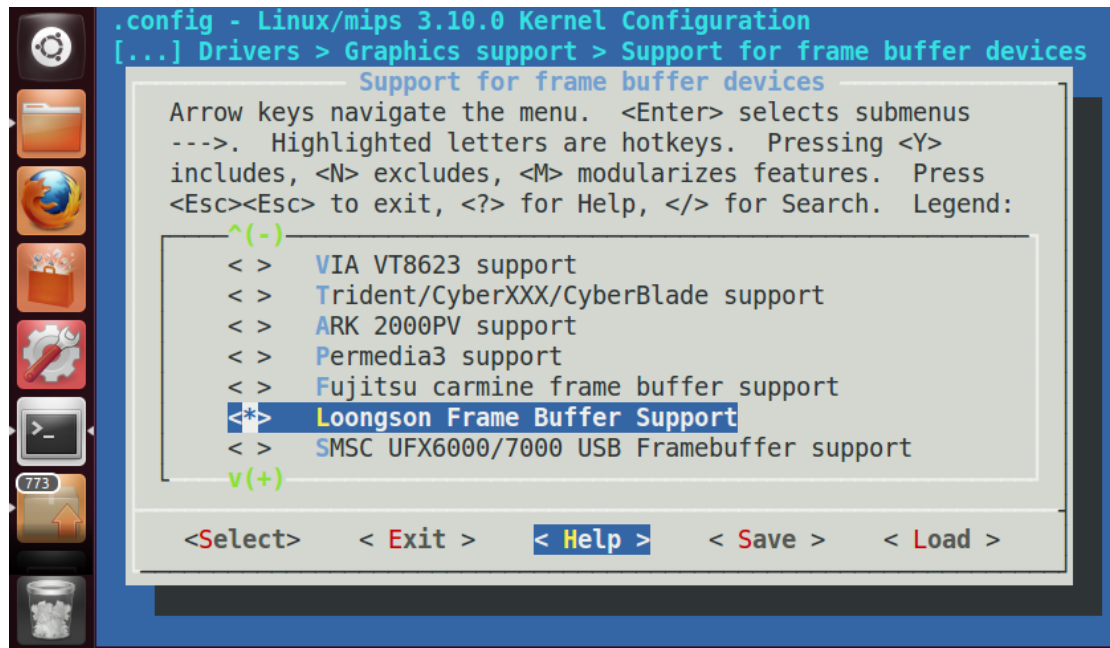 .config - Linux/mips 3.10.0 Kernel Configuration
[...] Drivers > Graphics support > Support for frame buffer devices
Support for frame buffer devices
Arrow keys navigate the menu.  <Enter> selects submenus
--->.  Highlighted letters are hotkeys.  Pressing <Y>
includes, <N> excludes, <M> modularizes features.  Press
<Esc><Esc> to exit, <?> for Help, </> for Search.  Legend:
^(-)
< >   VIA VT8623 support
< >   Trident/CyberXXX/CyberBlade support
< >   ARK 2000PV support
< >   Permedia3 support
< >   Fujitsu carmine frame buffer support
<*>   Loongson Frame Buffer Support
< >   SMSC UFX6000/7000 USB Framebuffer support
v(+)
<Select>    < Exit >    < Help >    < Save >    < Load >
>_
773